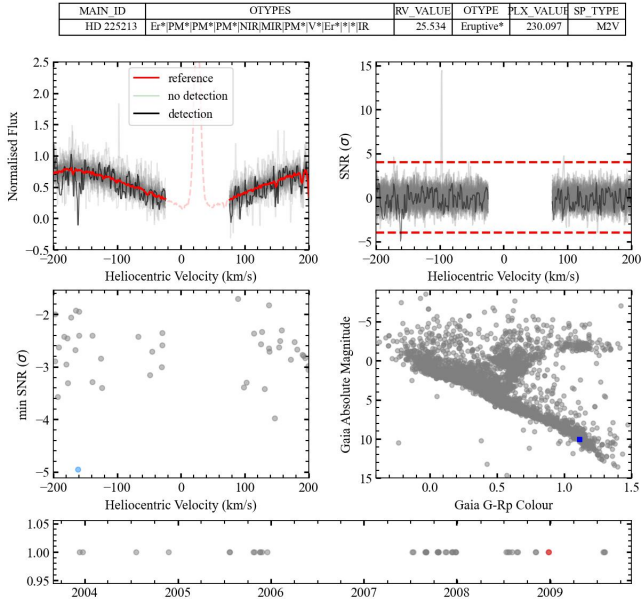 MAIN_ID OTYPES RV_VALUE OTYPE PLX_VALUE SP_TYPE
HD 225213 Er*|PM*|PM*|PM*|NIR|MIR|PM*|V*|Er*|*|*|IR 25.534 Eruptive* 230.097 M2V
2.5
2.0
1.5
1.0
0.5
0.0
−0.5
Normalised Flux
reference
no detection
detection
−200 −100 0 100 200
Heliocentric Velocity (km/s)
15
10
5
0
−5
SNR (σ)
−200 −100 0 100 200
Heliocentric Velocity (km/s)
−2
−3
−4
−5
min SNR (σ)
−200 −100 0 100 200
Heliocentric Velocity (km/s)
−5
0
5
10
15
Gaia Absolute Magnitude
0.0 0.5 1.0 1.5
Gaia G-Rp Colour
1.05
1.00
0.95
2004 2005 2006 2007 2008 2009